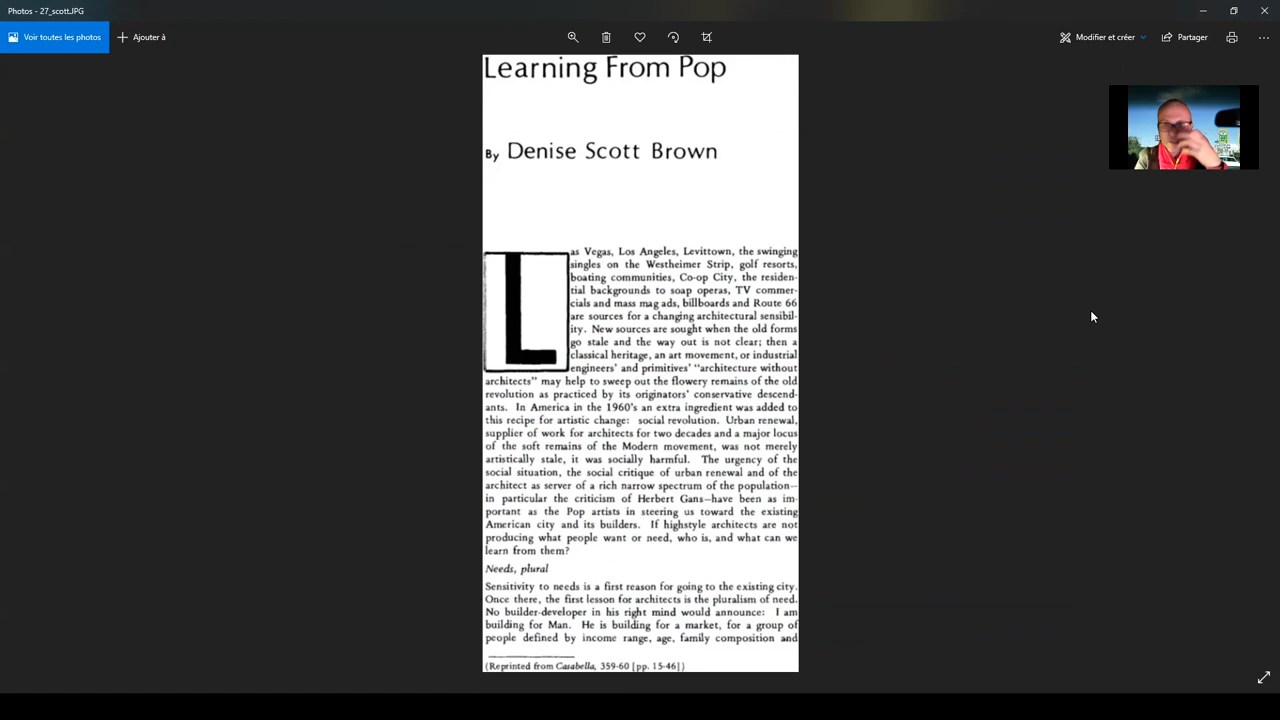 Photos - 27_scott.JPG
Voir toutes les photos
Ajouter à
Modifier et créer
Partager
Learning From Pop
By Denise Scott Brown
Las Vegas, Los Angeles, Levittown, the swinging
singles on the Westheimer Strip, golf resorts,
boating communities, Co-op City, the residen-
tial backgrounds to soap operas, TV commer-
cials and mass mag ads, billboards and Route 66
are sources for a changing architectural sensibil-
ity. New sources are sought when the old forms
go stale and the way out is not clear; then a
classical heritage, an art movement, or industrial
engineers' and primitives' "architecture without
architects" may help to sweep out the flowery remains of the old
revolution as practiced by its originators' conservative descend-
ants. In America in the 1960's an extra ingredient was added to
this recipe for artistic change: social revolution. Urban renewal,
supplier of work for architects for two decades and a major locus
of the soft remains of the Modern movement, was not merely
artistically stale, it was socially harmful. The urgency of the
social situation, the social critique of urban renewal and of the
architect as server of a rich narrow spectrum of the population—
in particular the criticism of Herbert Gans—have been as im-
portant as the Pop artists in steering us toward the existing
American city and its builders. If highstyle architects are not
producing what people want or need, who is, and what can we
learn from them?
Needs, plural
Sensitivity to needs is a first reason for going to the existing city.
Once there, the first lesson for architects is the pluralism of need.
No builder-developer in his right mind would announce: I am
building for Man. He is building for a market, for a group of
people defined by income range, age, family composition and
(Reprinted from Casabella, 359-60 [pp. 15-46])